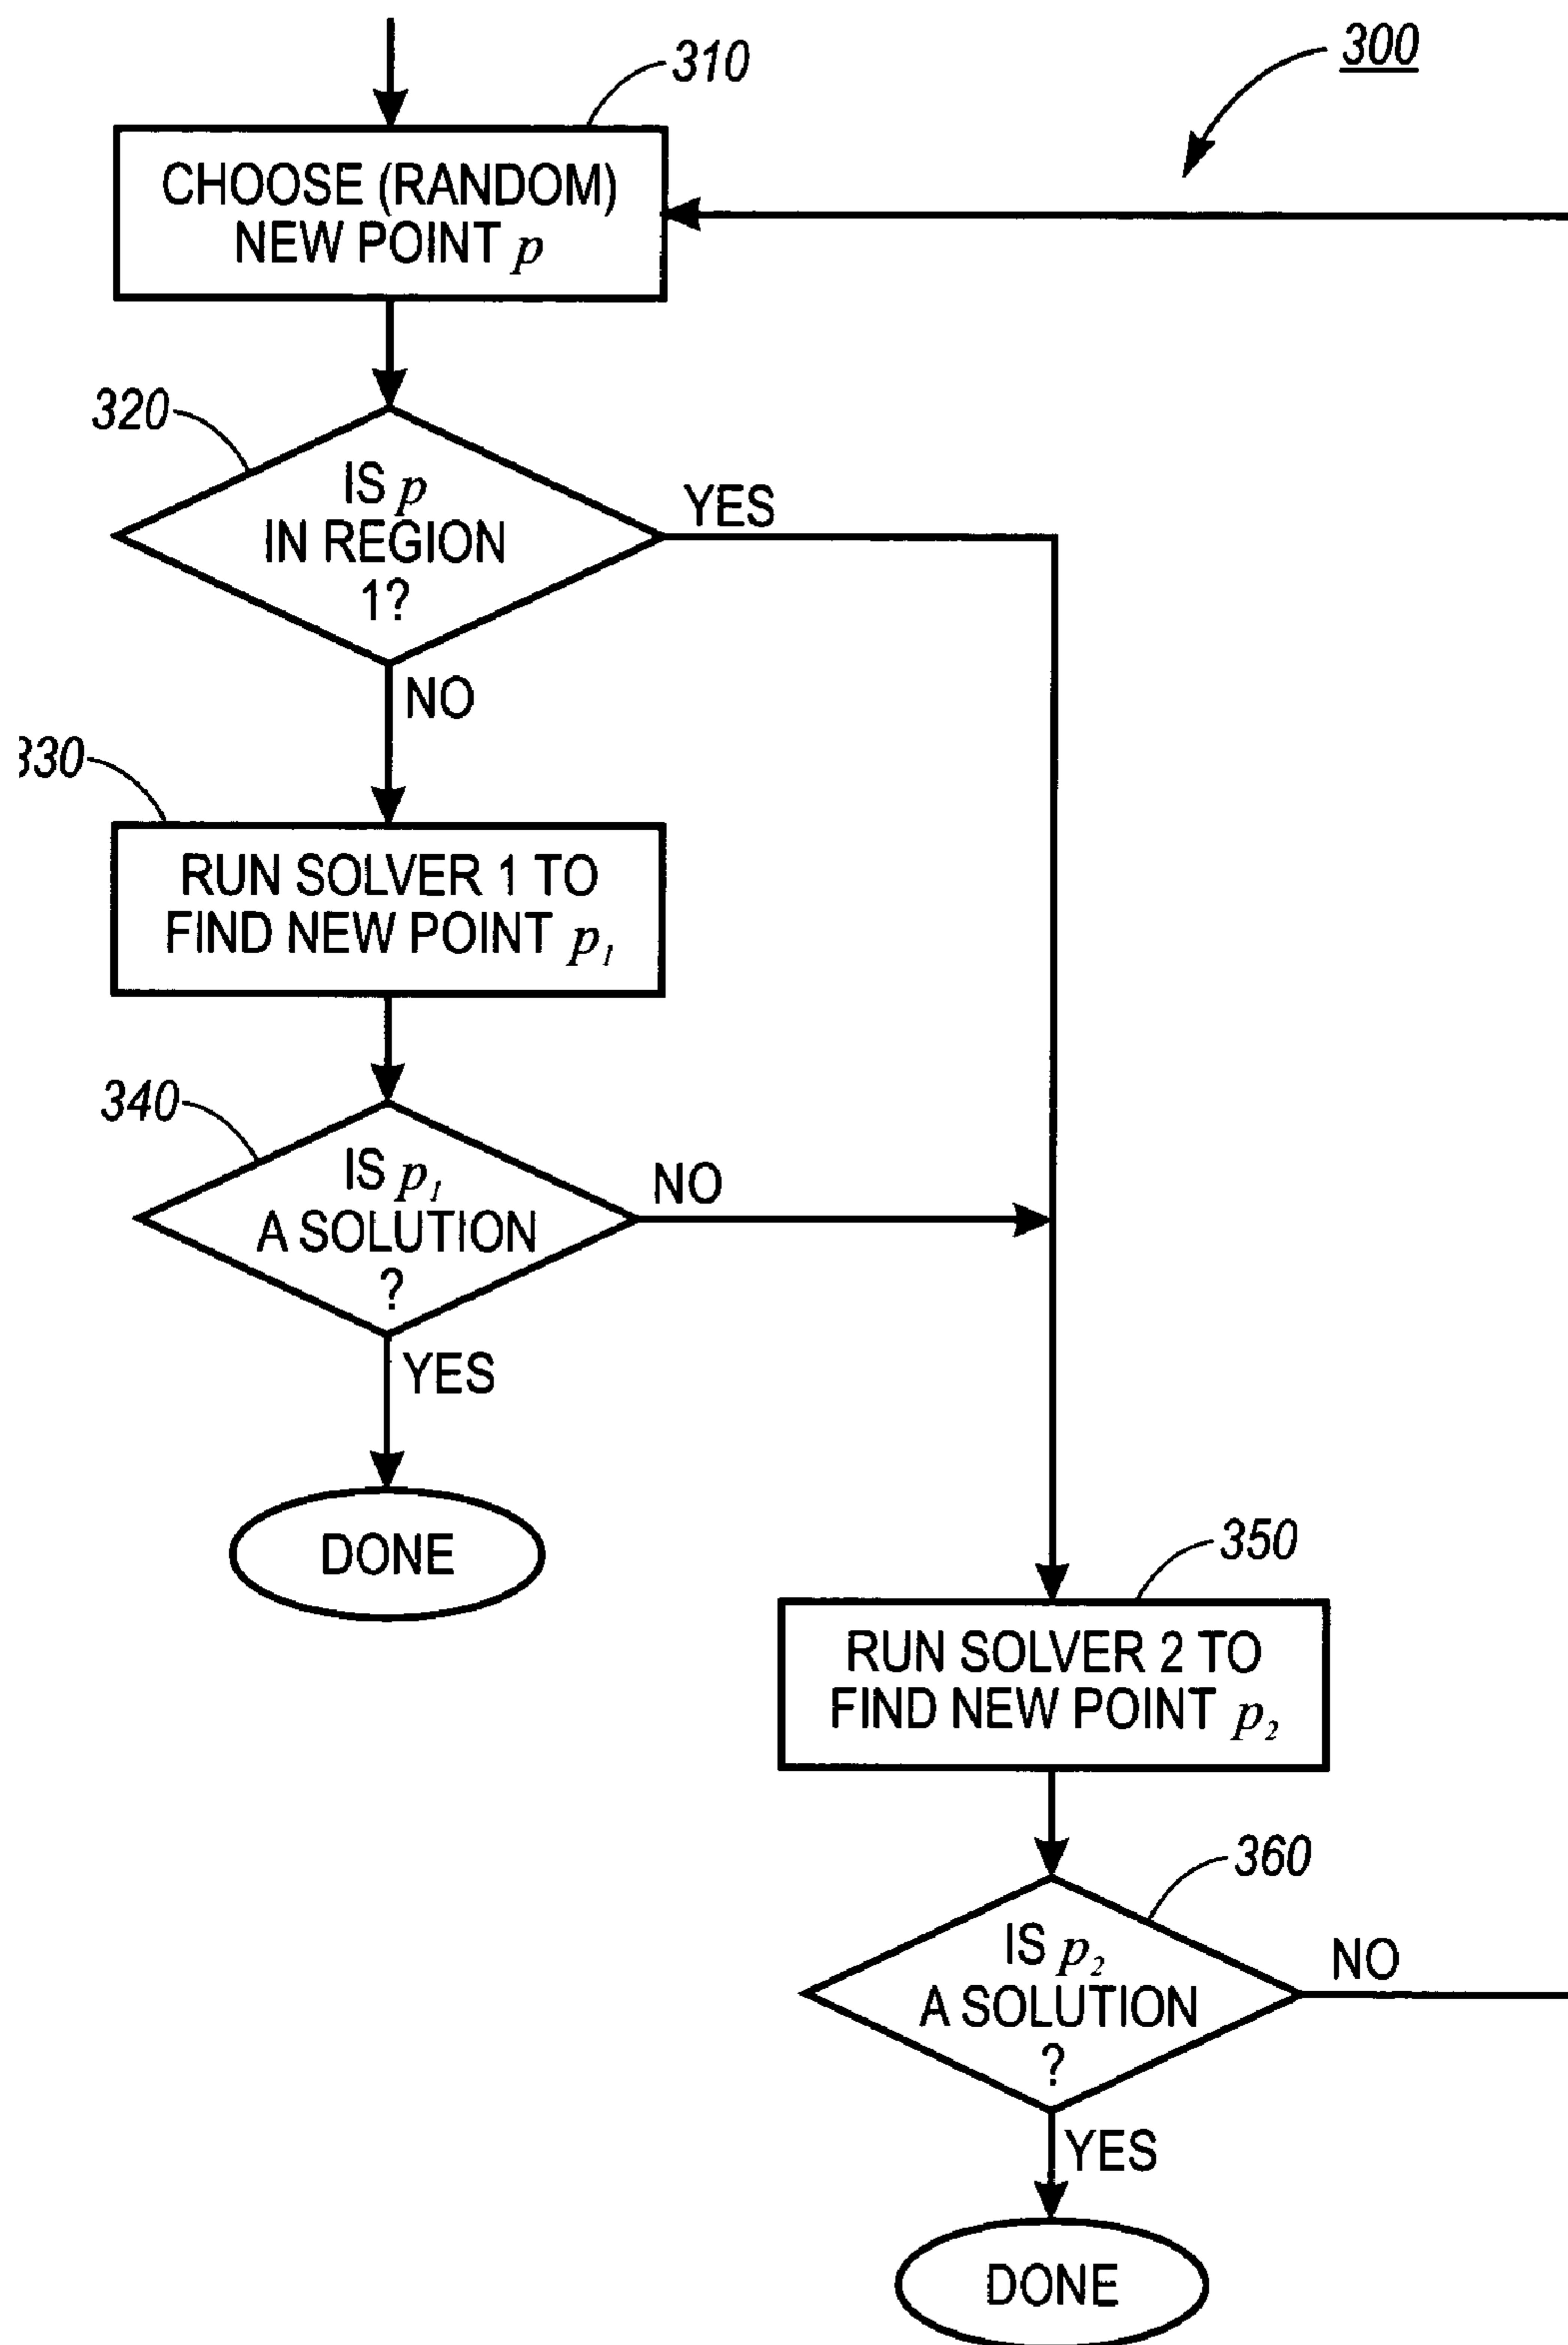 300
310
CHOOSE (RANDOM)
NEW POINT p
320
IS p
IN REGION
1?
YES
NO
330
RUN SOLVER 1 TO
FIND NEW POINT p₁
340
IS p₁
A SOLUTION
?
NO
YES
DONE
350
RUN SOLVER 2 TO
FIND NEW POINT p₂
360
IS p₂
A SOLUTION
?
NO
YES
DONE